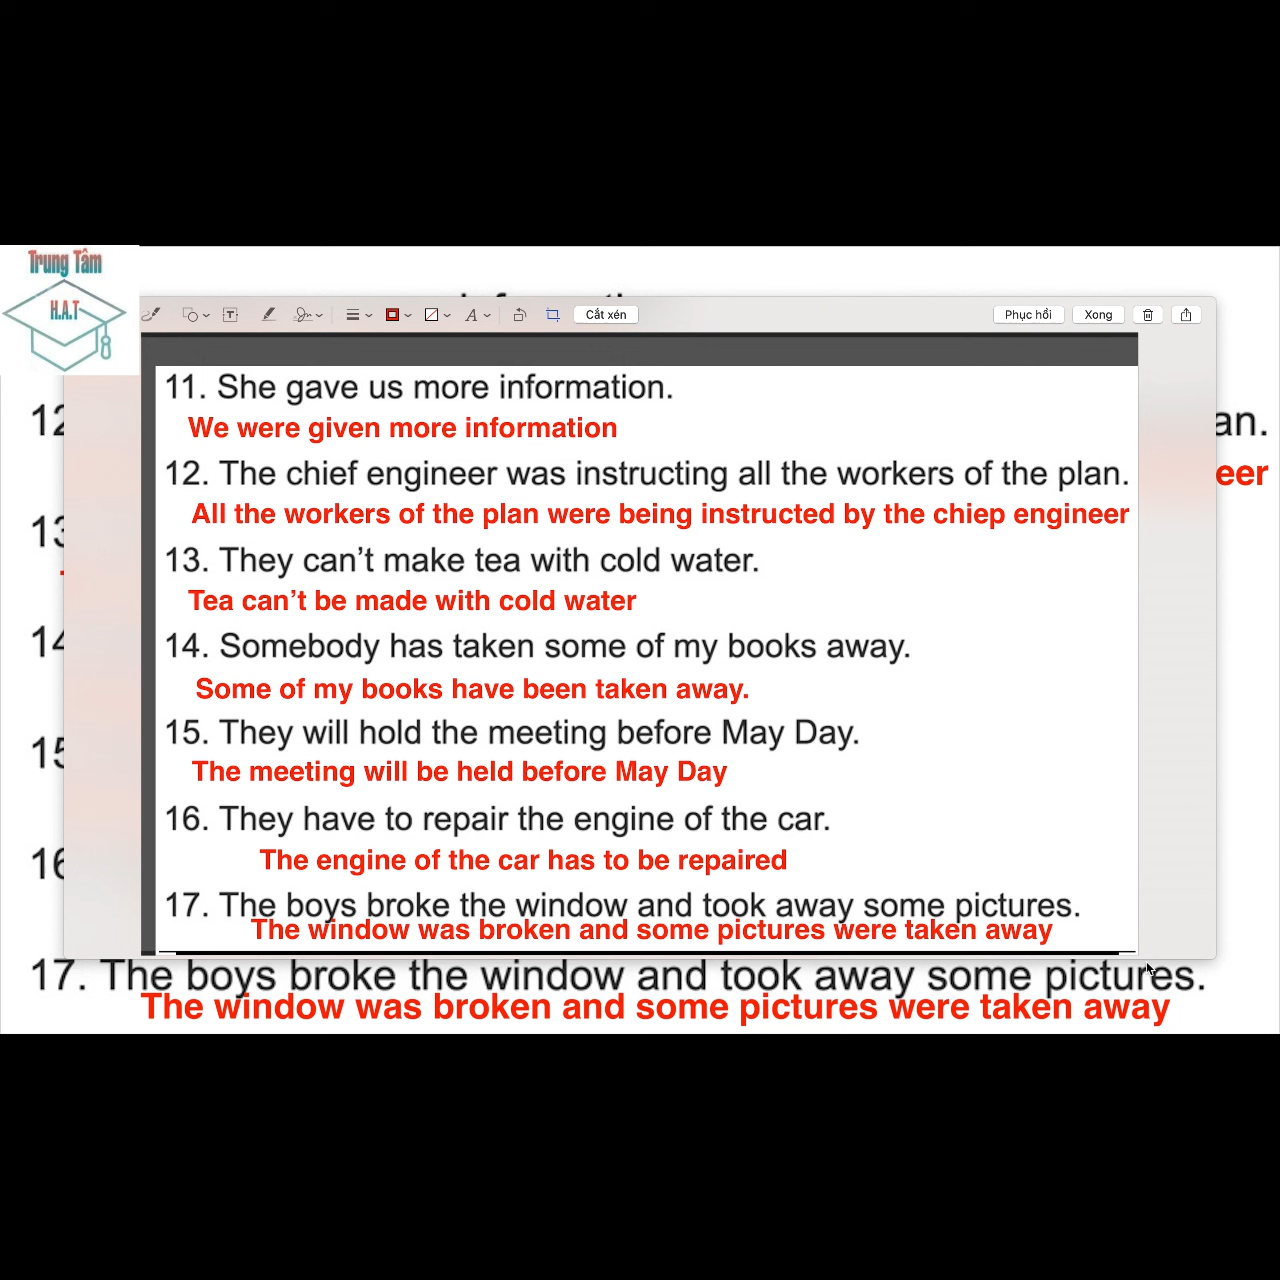 Trung Tâm
H.A.T
Cắt xén
Phục hồi
Xong
11. She gave us more information.
We were given more information
12. The chief engineer was instructing all the workers of the plan.
All the workers of the plan were being instructed by the chiep engineer
13. They can't make tea with cold water.
Tea can't be made with cold water
14. Somebody has taken some of my books away.
Some of my books have been taken away.
15. They will hold the meeting before May Day.
The meeting will be held before May Day
16. They have to repair the engine of the car.
The engine of the car has to be repaired
17. The boys broke the window and took away some pictures.
The window was broken and some pictures were taken away
12 an.
eer
13
14
15
16
17. The boys broke the window and took away some pictures.
The window was broken and some pictures were taken away